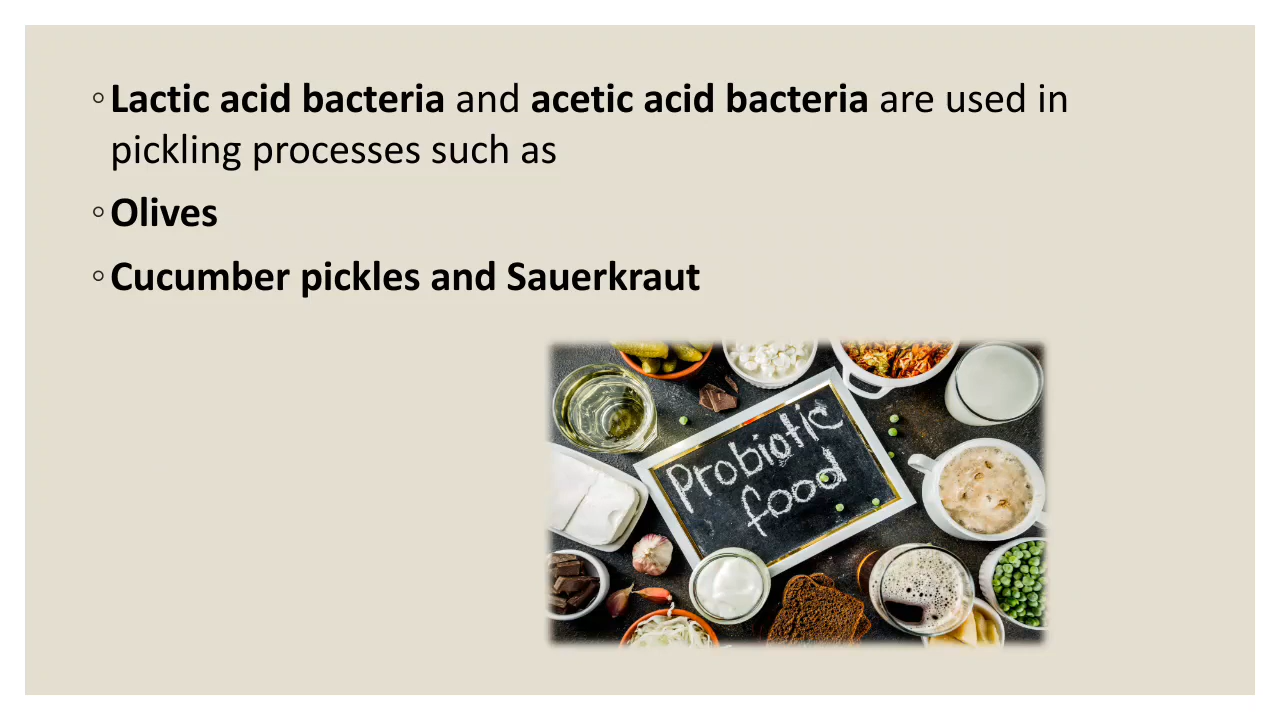 ◦Lactic acid bacteria and acetic acid bacteria are used in
pickling processes such as
◦Olives
◦Cucumber pickles and Sauerkraut
Probiotic
food